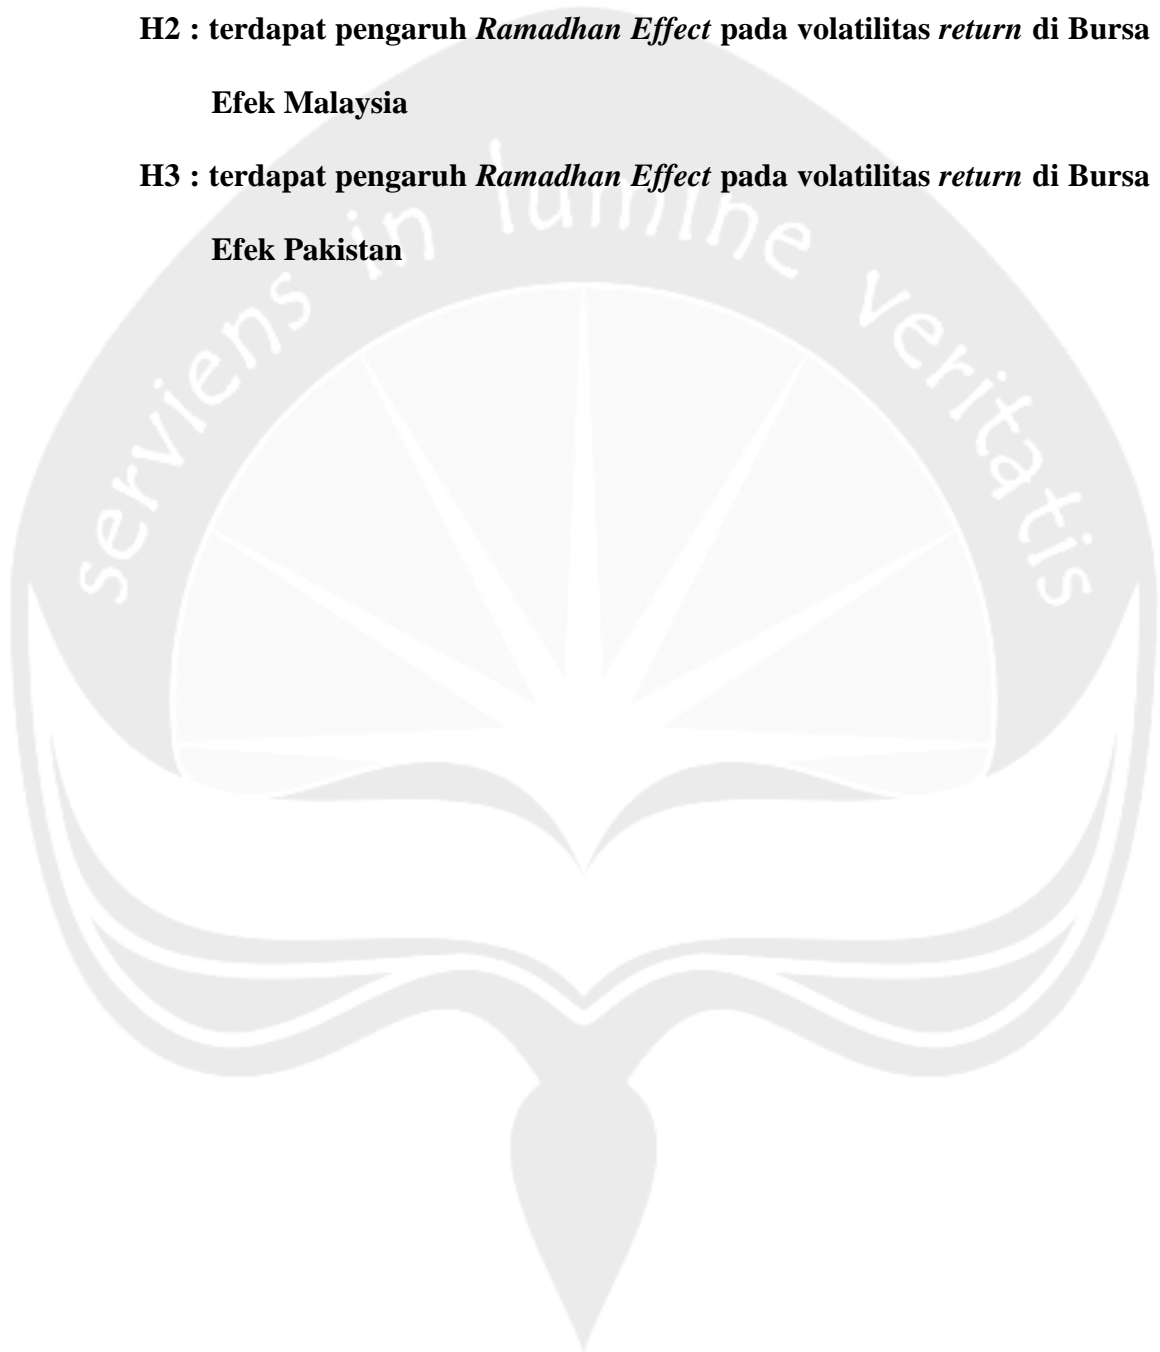 H2 : terdapat pengaruh Ramadhan Effect pada volatilitas return di Bursa
Efek Malaysia
H3 : terdapat pengaruh Ramadhan Effect pada volatilitas return di Bursa
Efek Pakistan
serviens in lumine veritatis